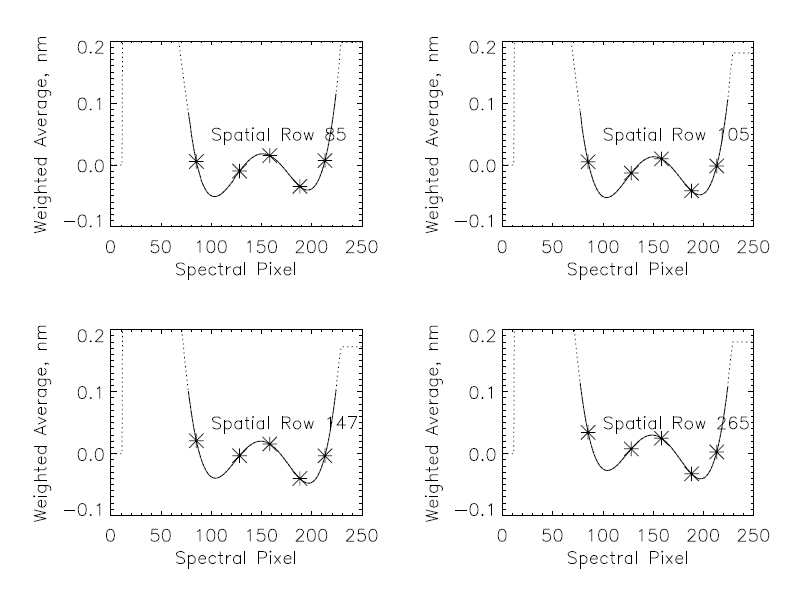 Weighted Average, nm
0.2
0.1
0.0
-0.1
Spatial Row 85
0 50 100 150 200 250
Spectral Pixel
Weighted Average, nm
0.2
0.1
0.0
-0.1
Spatial Row 105
0 50 100 150 200 250
Spectral Pixel
Weighted Average, nm
0.2
0.1
0.0
-0.1
Spatial Row 147
0 50 100 150 200 250
Spectral Pixel
Weighted Average, nm
0.2
0.1
0.0
-0.1
Spatial Row 265
0 50 100 150 200 250
Spectral Pixel